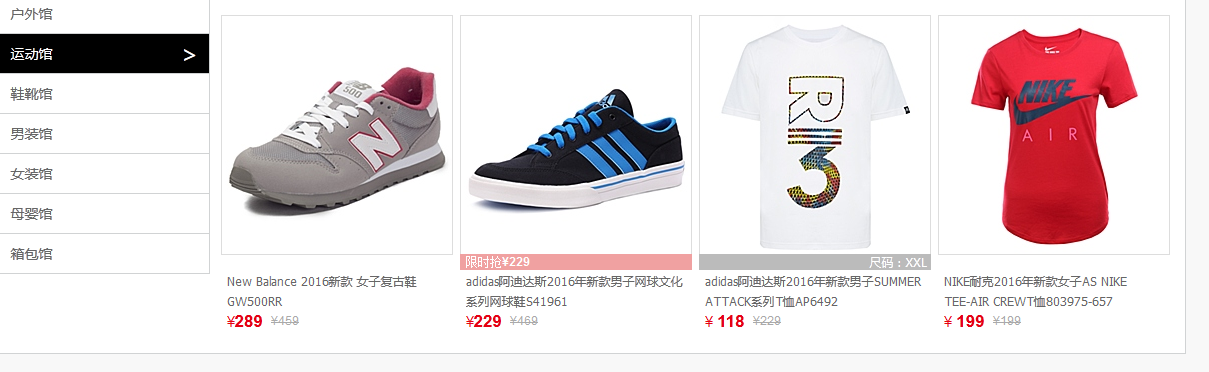 户外馆
运动馆 >
鞋靴馆
男装馆
女装馆
母婴馆
箱包馆
NB
500
N
限时抢¥229
R
3
尺码：XXL
NIKE
AIR
New Balance 2016新款 女子复古鞋
GW500RR
¥289 ¥459
adidas阿迪达斯2016年新款男子网球文化
系列网球鞋S41961
¥229 ¥469
adidas阿迪达斯2016年新款男子SUMMER
ATTACK系列T恤AP6492
¥ 118 ¥229
NIKE耐克2016年新款女子AS NIKE
TEE-AIR CREWT恤803975-657
¥ 199 ¥199